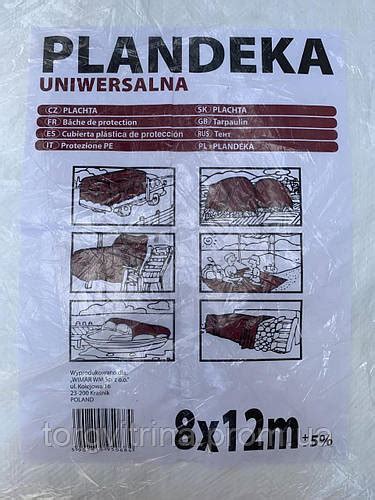 PLANDEKA
UNIWERSALNA
CZ PLACHTA
SK PLACHTA
FR Bâche de protection
GB Tarpaulin
ES Cubierta plástica de protección
RUS Тент
IT Protezione PE
PL PLANDEKA
Wyprodukowano dla:
"WIMAR WM Sp. z o.o."
ul. Kolejowa 16
23-200 Kraśnik
POLAND
8x12m ±5%